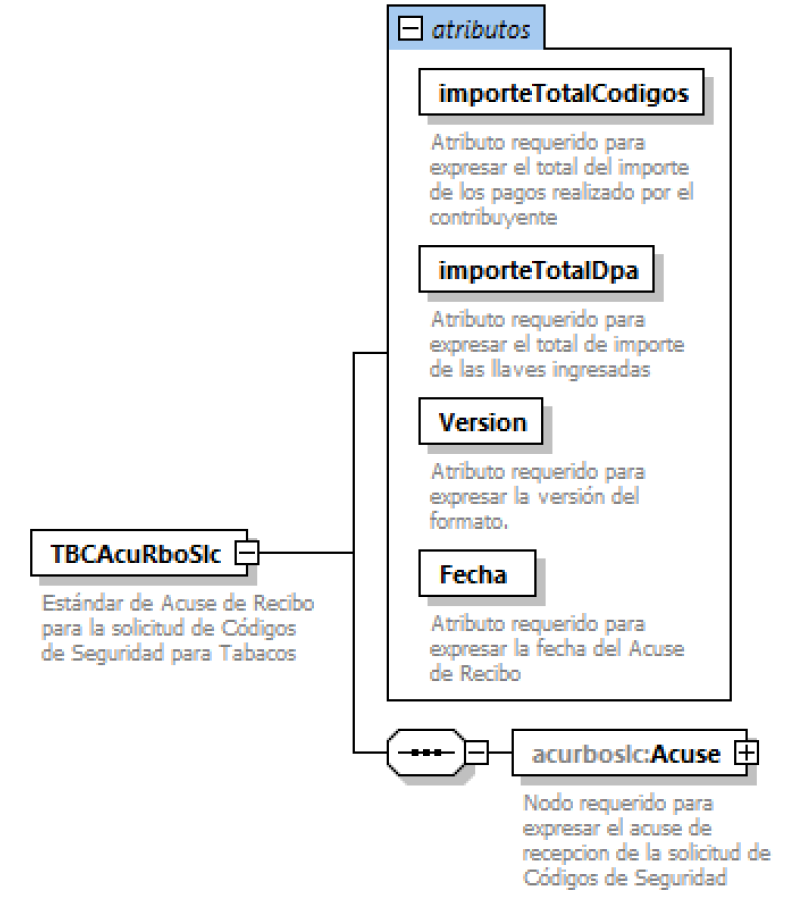 atributos
importeTotalCodigos
Atributo requerido para
expresar el total del importe
de los pagos realizado por el
contribuyente
importeTotalDpa
Atributo requerido para
expresar el total de importe
de las llaves ingresadas
Version
Atributo requerido para
expresar la versión del
formato.
Fecha
Atributo requerido para
expresar la fecha del Acuse
de Recibo
TBCAcuRboSlc
Estándar de Acuse de Recibo
para la solicitud de Códigos
de Seguridad para Tabacos
acurboslc:Acuse
Nodo requerido para
expresar el acuse de
recepcion de la solicitud de
Códigos de Seguridad